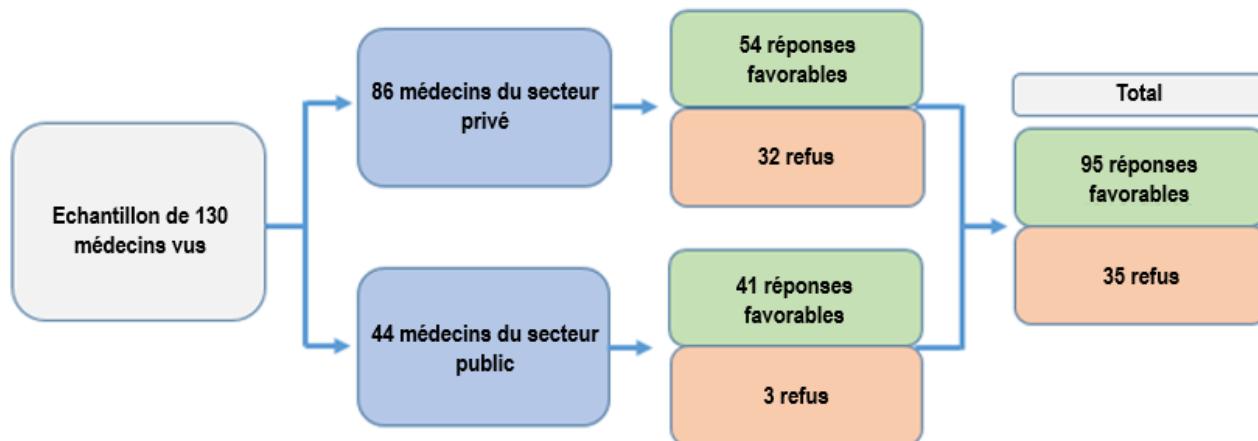 Echantillon de 130
médecins vus
86 médecins du secteur
privé
44 médecins du secteur
public
54 réponses
favorables
32 refus
41 réponses
favorables
3 refus
Total
95 réponses
favorables
35 refus